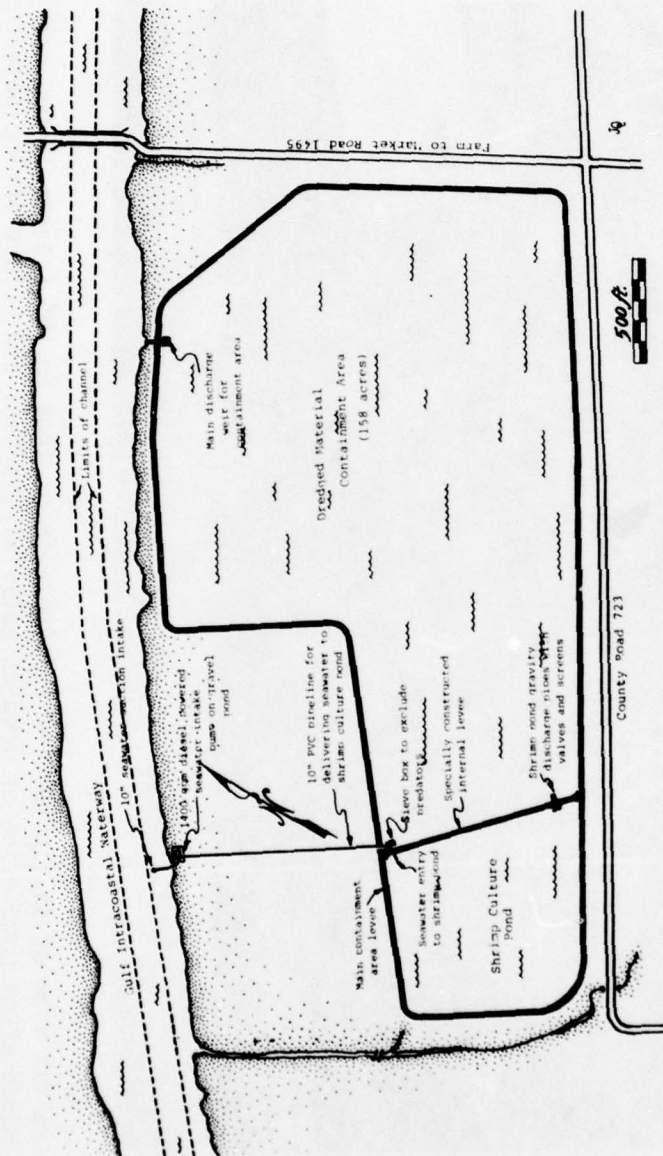 Gulf Intracoastal Waterway
10" seawater suction intake
Limits of channel
1400 gpm diesel powered
seawater intake
pump on gravel
pond
10" PVC pipeline for
delivering seawater to
shrimp culture pond
Main discharge
weir for
containment area
Farm to Market Road 1495
Main containment
area levee
Seawater entry
to shrimp pond
Sieve box to exclude
predators
Specially constructed
internal levee
Dredged Material
Containment Area
(158 acres)
Shrimp Culture
Pond
Shrimp pond gravity
discharge pipes with
valves and screens
County Road 723
500 ft.